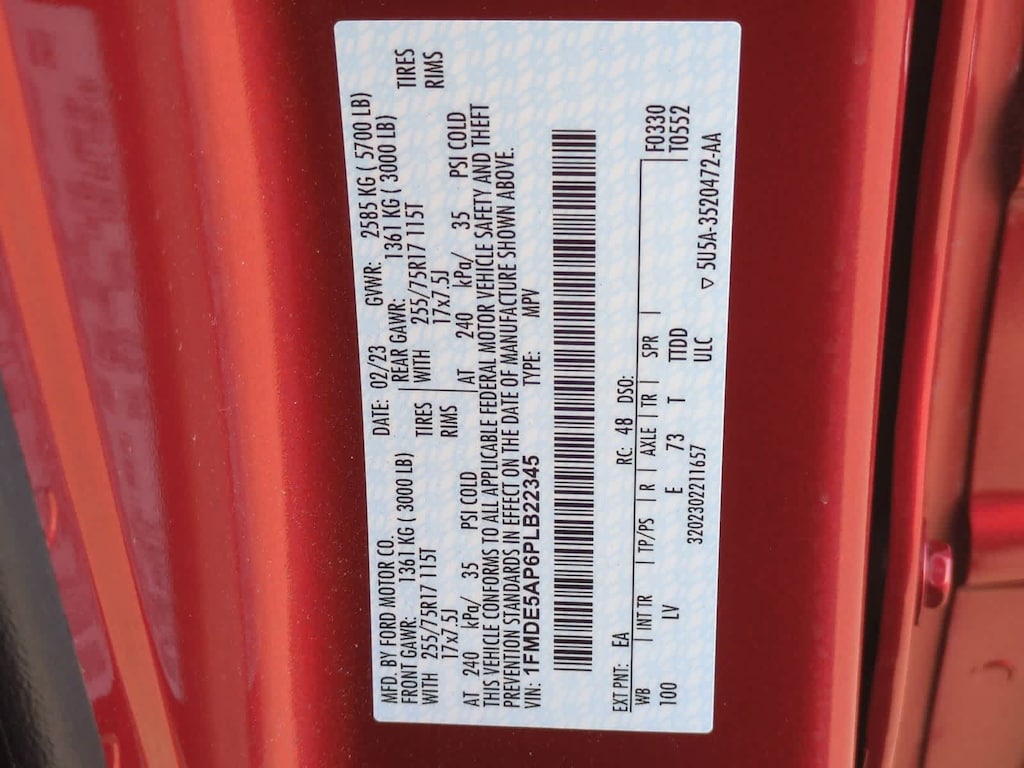 MFD. BY FORD MOTOR CO. DATE: 02/23 GVWR: 2585 KG ( 5700 LB)
FRONT GAWR: 1361 KG ( 3000 LB) REAR GAWR: 1361 KG ( 3000 LB)
WITH 255/75R17 115T TIRES WITH 255/75R17 115T TIRES
17x7.5J RIMS 17x7.5J RIMS
AT 240 kPa/ 35 PSI COLD AT 240 kPa/ 35 PSI COLD
THIS VEHICLE CONFORMS TO ALL APPLICABLE FEDERAL MOTOR VEHICLE SAFETY AND THEFT
PREVENTION STANDARDS IN EFFECT ON THE DATE OF MANUFACTURE SHOWN ABOVE.
VIN: 1FMDE5AP6PLB22345 TYPE: MPV
EXT PNT: EA RC: 48 DSO: F0330
WB INT TR TP/PS R AXLE TR SPR T0552
100 LV E 73 T TTDD
3202302211657 ULC ▽ 5U5A-3520472-AA